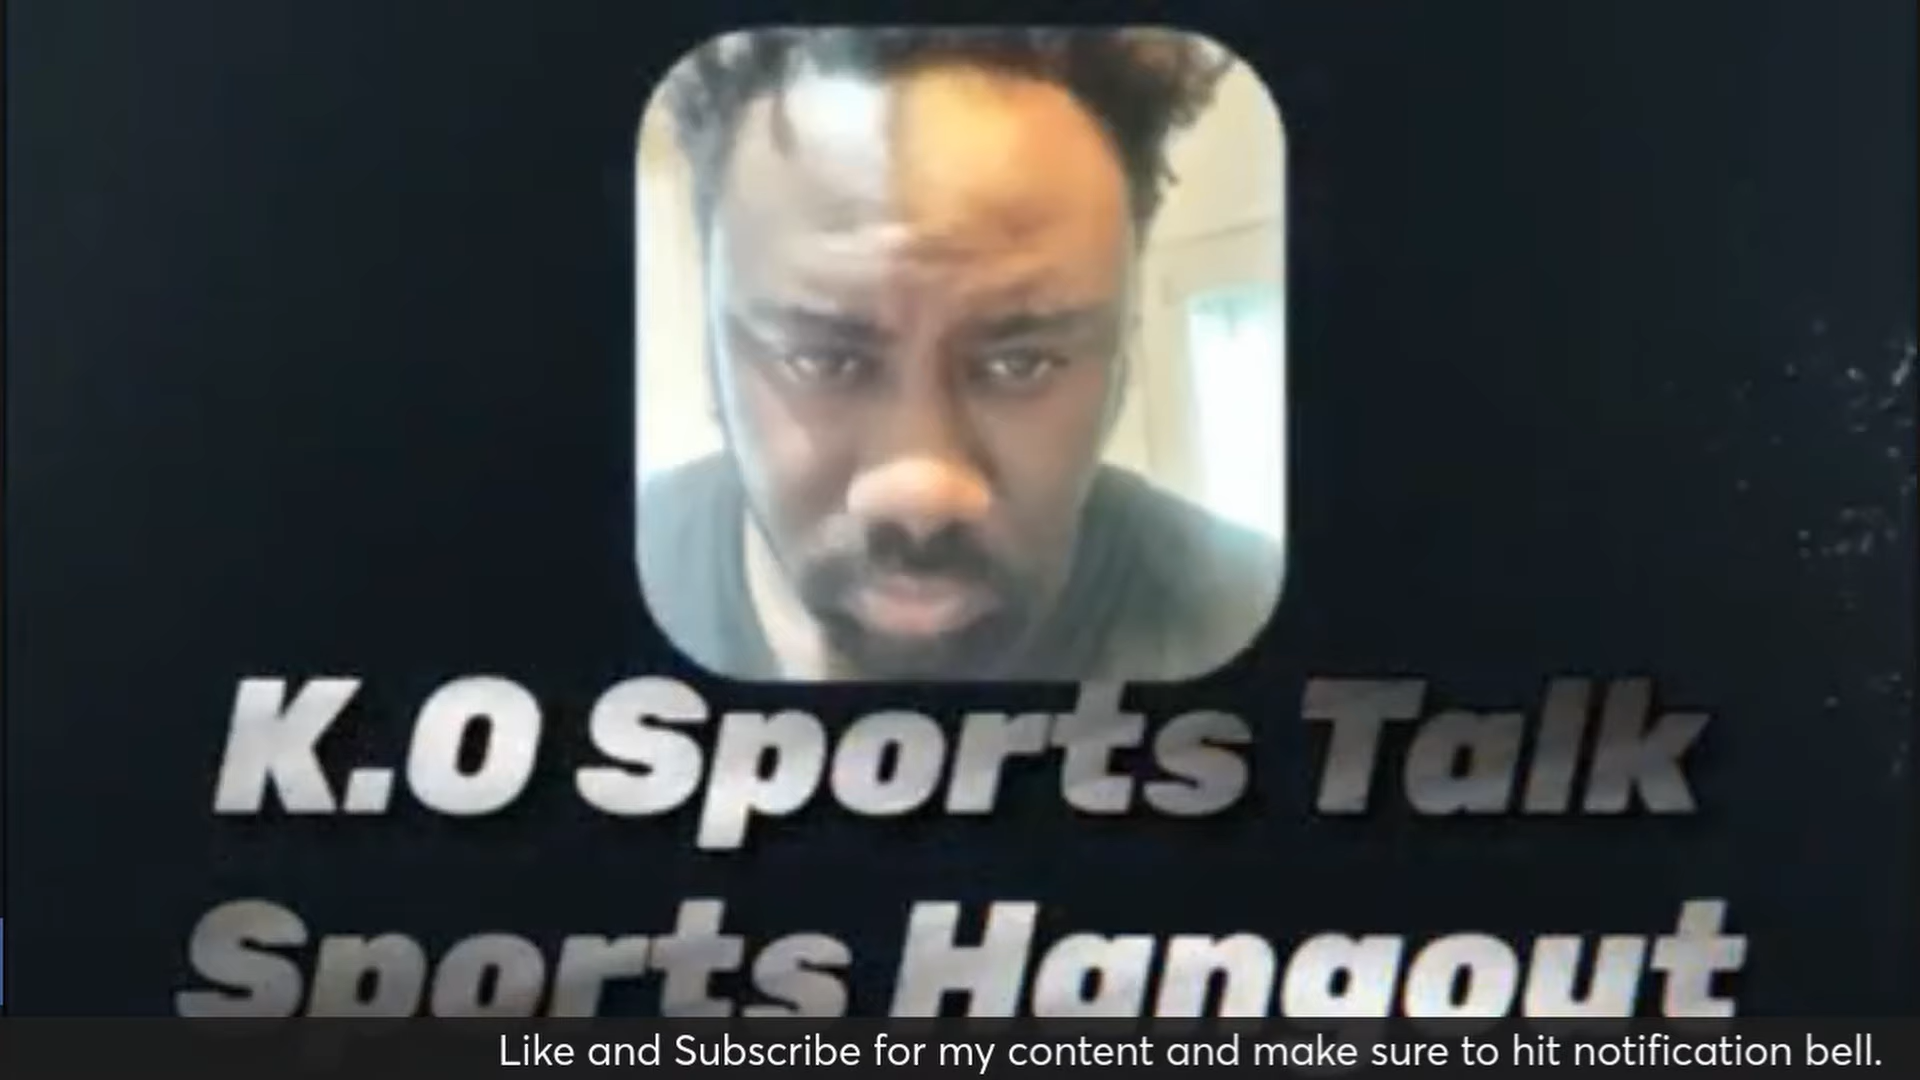 K.O Sports Talk
Sports Hangout
Like and Subscribe for my content and make sure to hit notification bell.